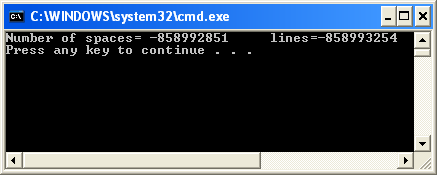 C:\WINDOWS\system32\cmd.exe
Number of spaces= -858992851 lines=-858993254
Press any key to continue . . .